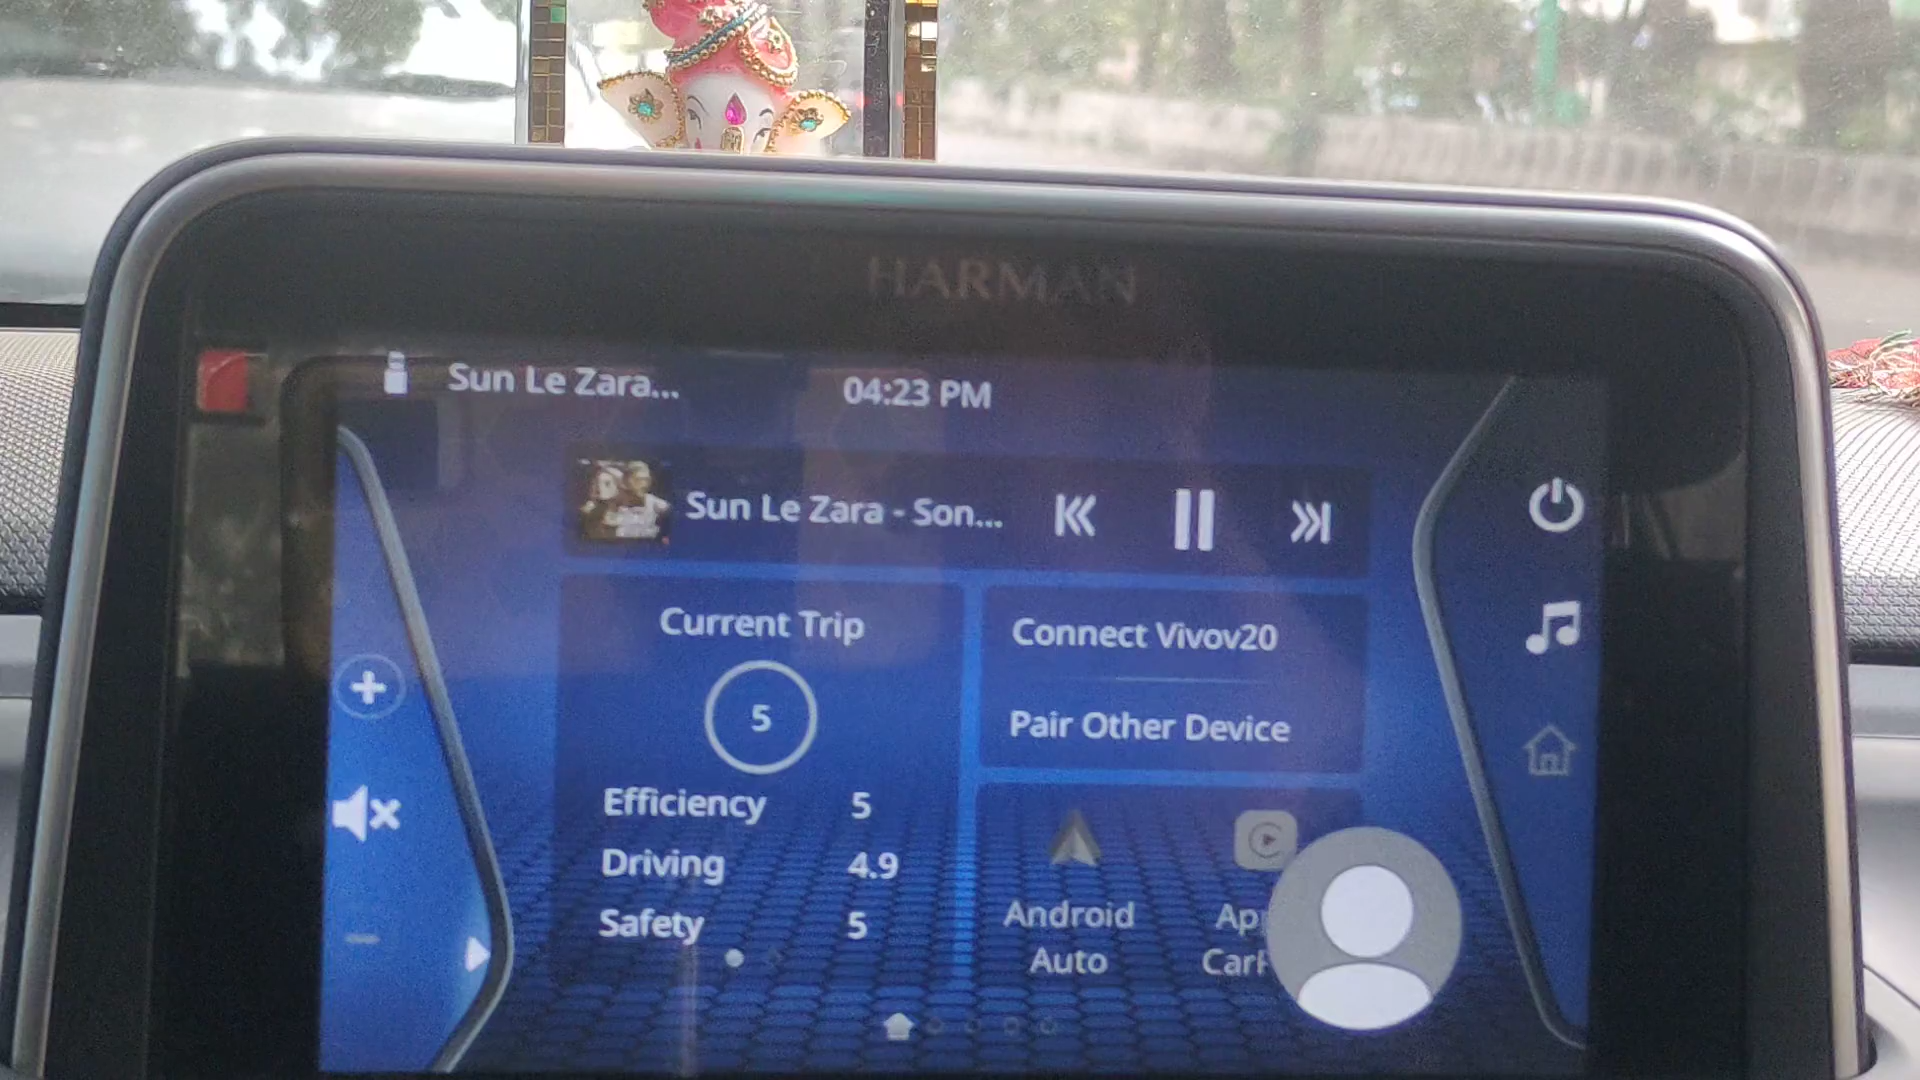 HARMAN
Sun Le Zara...
04:23 PM
Sun Le Zara - Son...
Current Trip
5
Efficiency 5
Driving 4.9
Safety 5
Connect Vivov20
Pair Other Device
Android
Auto